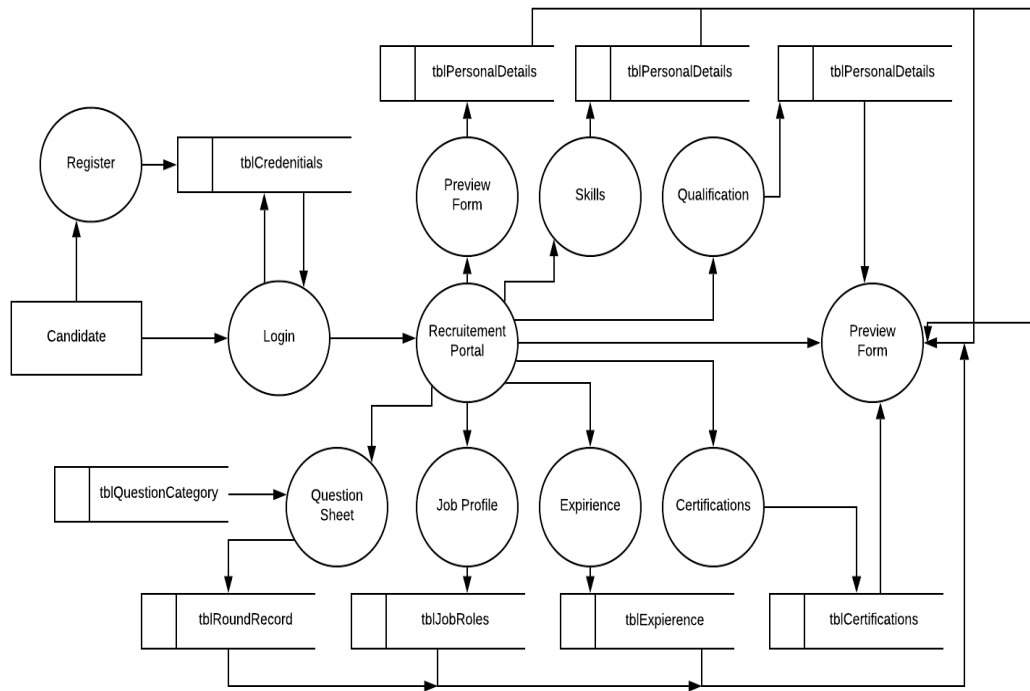 tblPersonalDetails
tblPersonalDetails
tblPersonalDetails
Register
tblCredenitials
Preview
Form
Skills
Qualification
Candidate
Login
Recruitement
Portal
Preview
Form
tblQuestionCategory
Question
Sheet
Job Profile
Expirience
Certifications
tblRoundRecord
tblJobRoles
tblExpierence
tblCertifications